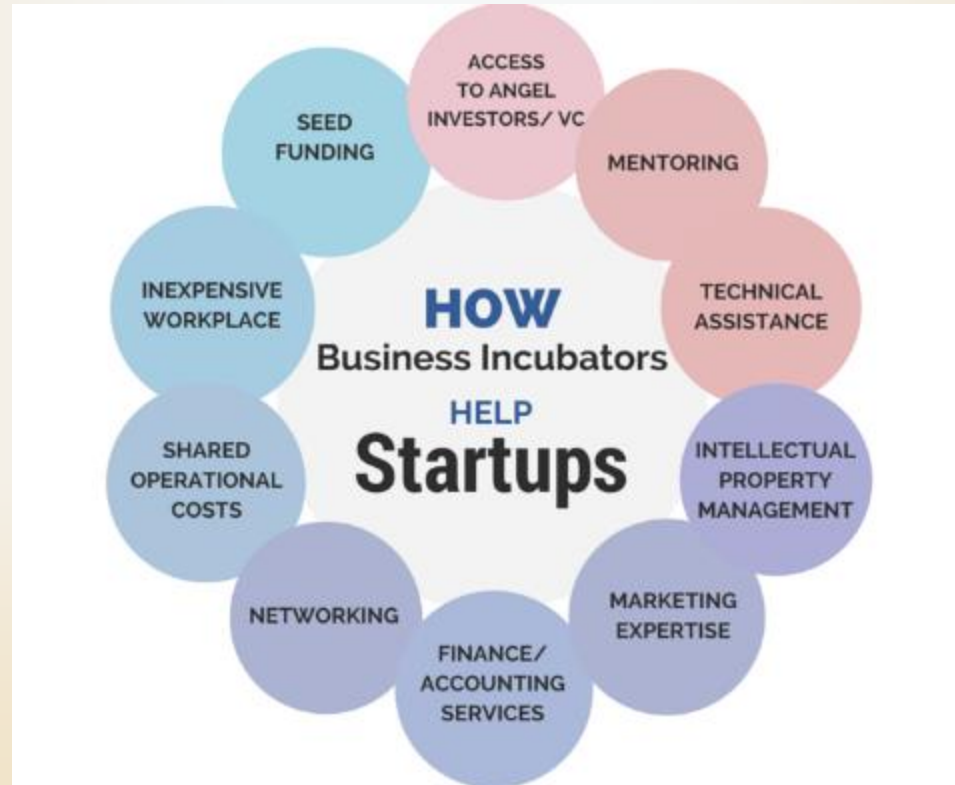 ACCESS
TO ANGEL
INVESTORS/ VC
MENTORING
TECHNICAL
ASSISTANCE
INTELLECTUAL
PROPERTY
MANAGEMENT
MARKETING
EXPERTISE
FINANCE/
ACCOUNTING
SERVICES
NETWORKING
SHARED
OPERATIONAL
COSTS
INEXPENSIVE
WORKPLACE
SEED
FUNDING
HOW
Business Incubators
HELP
Startups